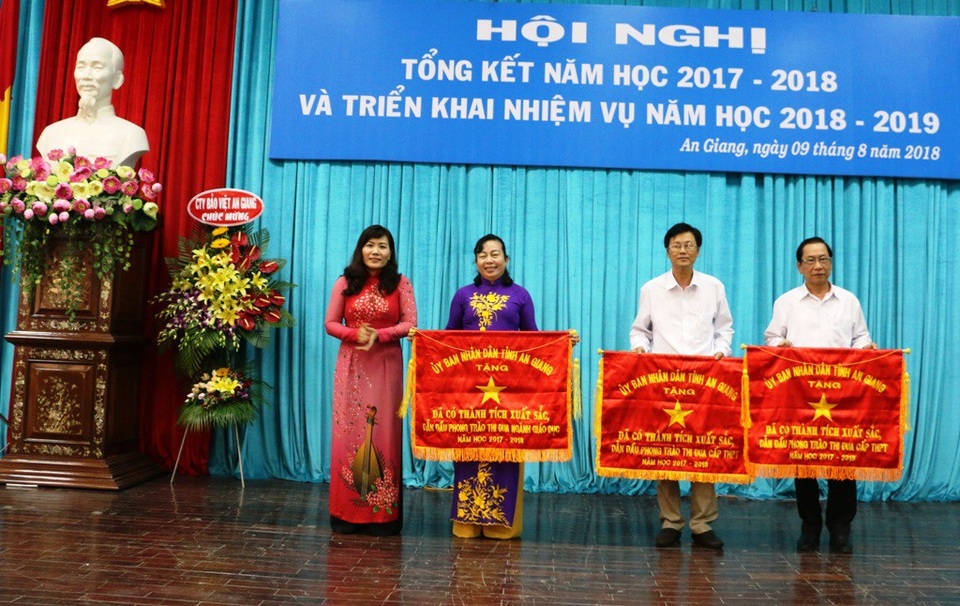 HỘI NGHỊ
TỔNG KẾT NĂM HỌC 2017 - 2018
VÀ TRIỂN KHAI NHIỆM VỤ NĂM HỌC 2018 - 2019
An Giang, ngày 09 tháng 8 năm 2018
CTY BẢO VIỆT AN GIANG
CHÚC MỪNG
ỦY BAN NHÂN DÂN TỈNH AN GIANG
TẶNG
ĐÃ CÓ THÀNH TÍCH XUẤT SẮC,
DẪN ĐẦU PHONG TRÀO THI ĐUA NGÀNH GIÁO DỤC
NĂM HỌC 2017 - 2018
ỦY BAN NHÂN DÂN TỈNH AN GIANG
TẶNG
ĐÃ CÓ THÀNH TÍCH XUẤT SẮC,
DẪN ĐẦU PHONG TRÀO THI ĐUA CẤP THPT
NĂM HỌC 2017 - 2018
ỦY BAN NHÂN DÂN TỈNH AN GIANG
TẶNG
ĐÃ CÓ THÀNH TÍCH XUẤT SẮC,
DẪN ĐẦU PHONG TRÀO THI ĐUA CẤP THPT
NĂM HỌC 2017 - 2018